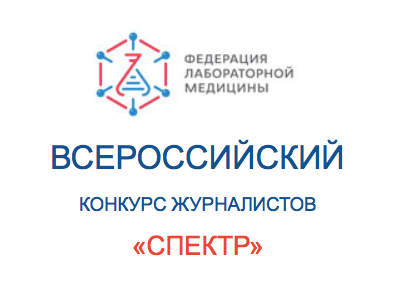 ФЕДЕРАЦИЯ
ЛАБОРАТОРНОЙ
МЕДИЦИНЫ
ВСЕРОССИЙСКИЙ
КОНКУРС ЖУРНАЛИСТОВ
«СПЕКТР»